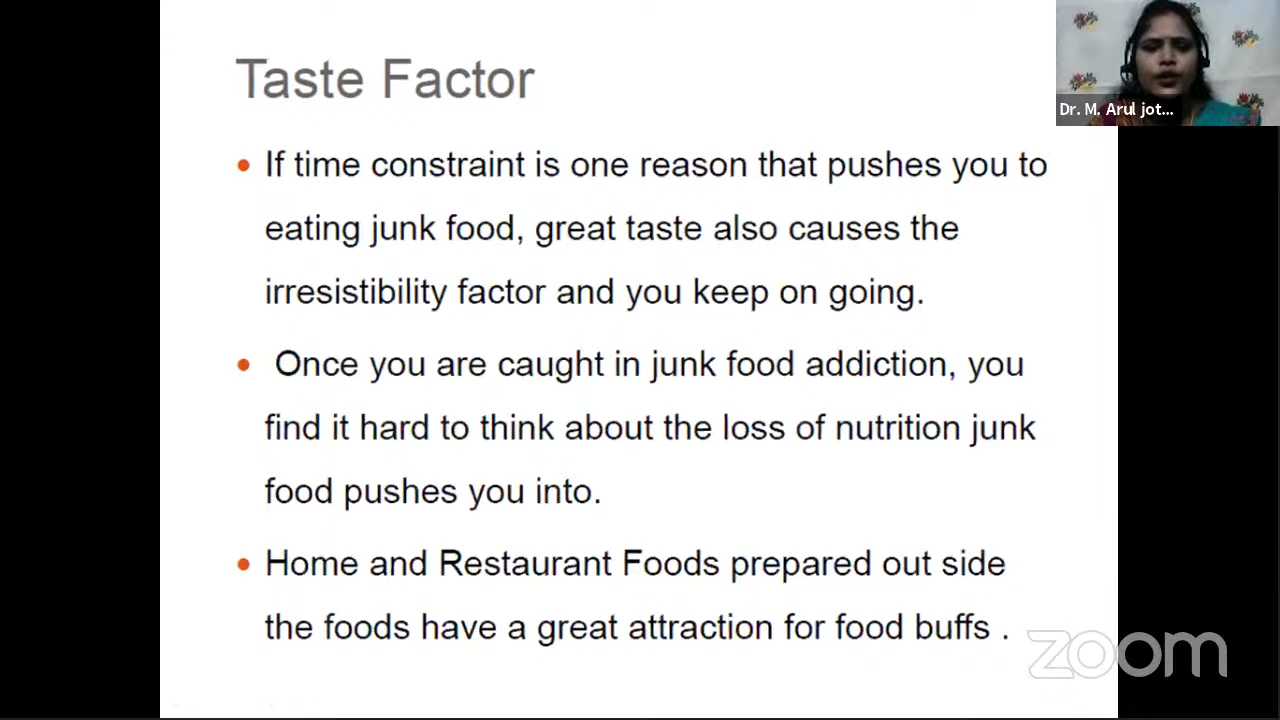 Taste Factor
• If time constraint is one reason that pushes you to
eating junk food, great taste also causes the
irresistibility factor and you keep on going.
• Once you are caught in junk food addiction, you
find it hard to think about the loss of nutrition junk
food pushes you into.
• Home and Restaurant Foods prepared out side
the foods have a great attraction for food buffs .
Dr. M. Arul jot...
zoom